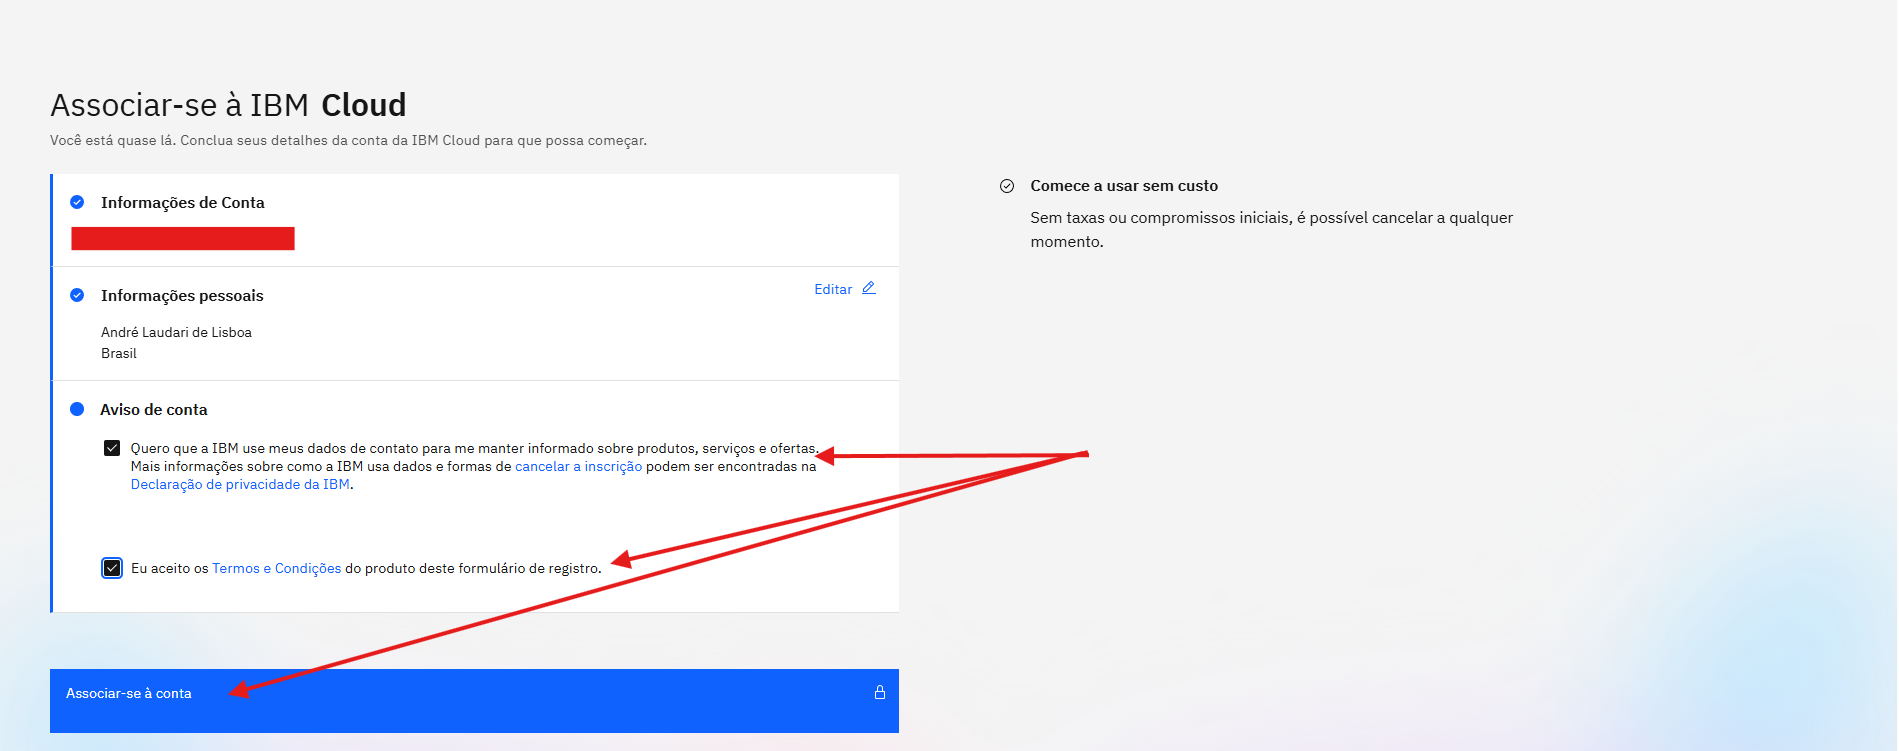 Associar-se à IBM Cloud
Você está quase lá. Conclua seus detalhes da conta da IBM Cloud para que possa começar.
Informações de Conta
Informações pessoais
Editar
André Laudari de Lisboa
Brasil
Aviso de conta
Quero que a IBM use meus dados de contato para me manter informado sobre produtos, serviços e ofertas.
Mais informações sobre como a IBM usa dados e formas de cancelar a inscrição podem ser encontradas na
Declaração de privacidade da IBM.
Eu aceito os Termos e Condições do produto deste formulário de registro.
Associar-se à conta
Comece a usar sem custo
Sem taxas ou compromissos iniciais, é possível cancelar a qualquer
momento.